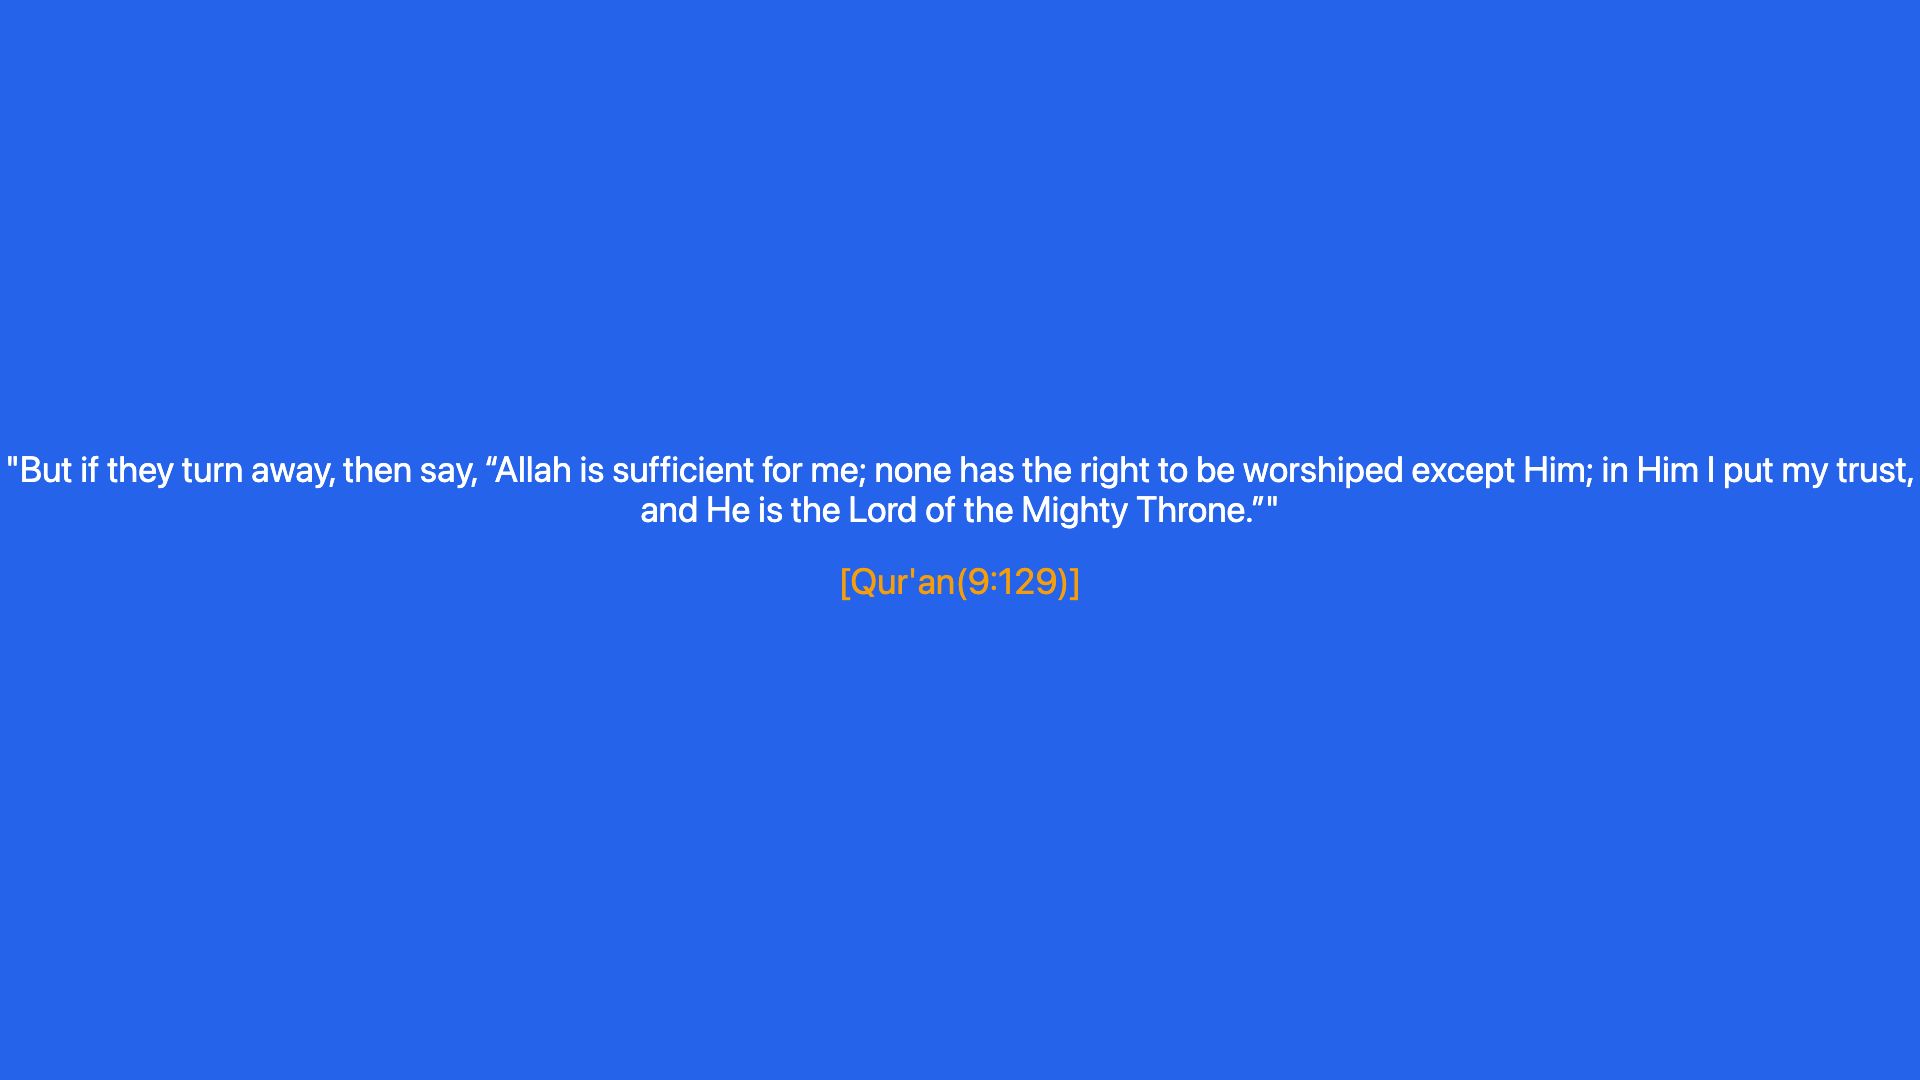 "But if they turn away, then say, “Allah is sufficient for me; none has the right to be worshiped except Him; in Him I put my trust,
and He is the Lord of the Mighty Throne.”"
[Qur'an(9:129)]